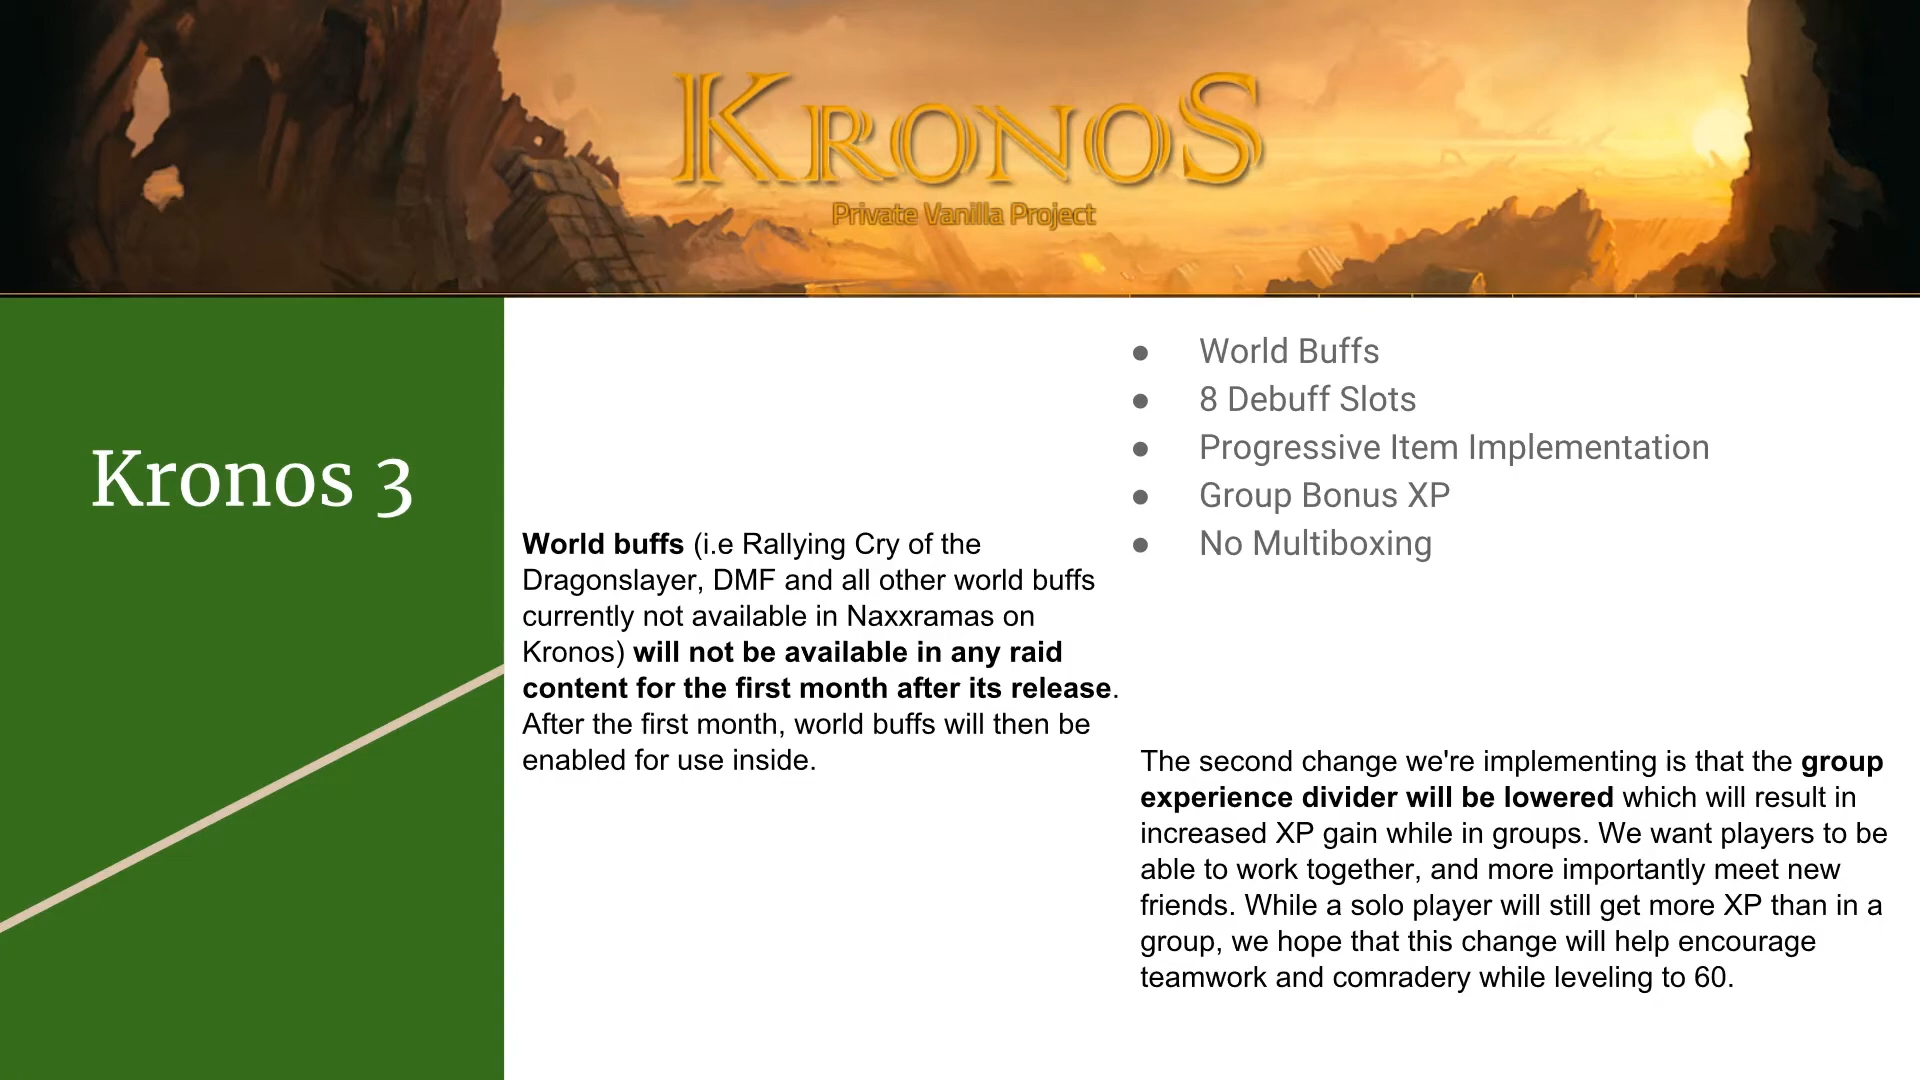 KRONOS
Private Vanilla Project
Kronos 3
World buffs (i.e Rallying Cry of the
Dragonslayer, DMF and all other world buffs
currently not available in Naxxramas on
Kronos) will not be available in any raid
content for the first month after its release.
After the first month, world buffs will then be
enabled for use inside.
● World Buffs
● 8 Debuff Slots
● Progressive Item Implementation
● Group Bonus XP
● No Multiboxing
The second change we're implementing is that the group
experience divider will be lowered which will result in
increased XP gain while in groups. We want players to be
able to work together, and more importantly meet new
friends. While a solo player will still get more XP than in a
group, we hope that this change will help encourage
teamwork and comradery while leveling to 60.